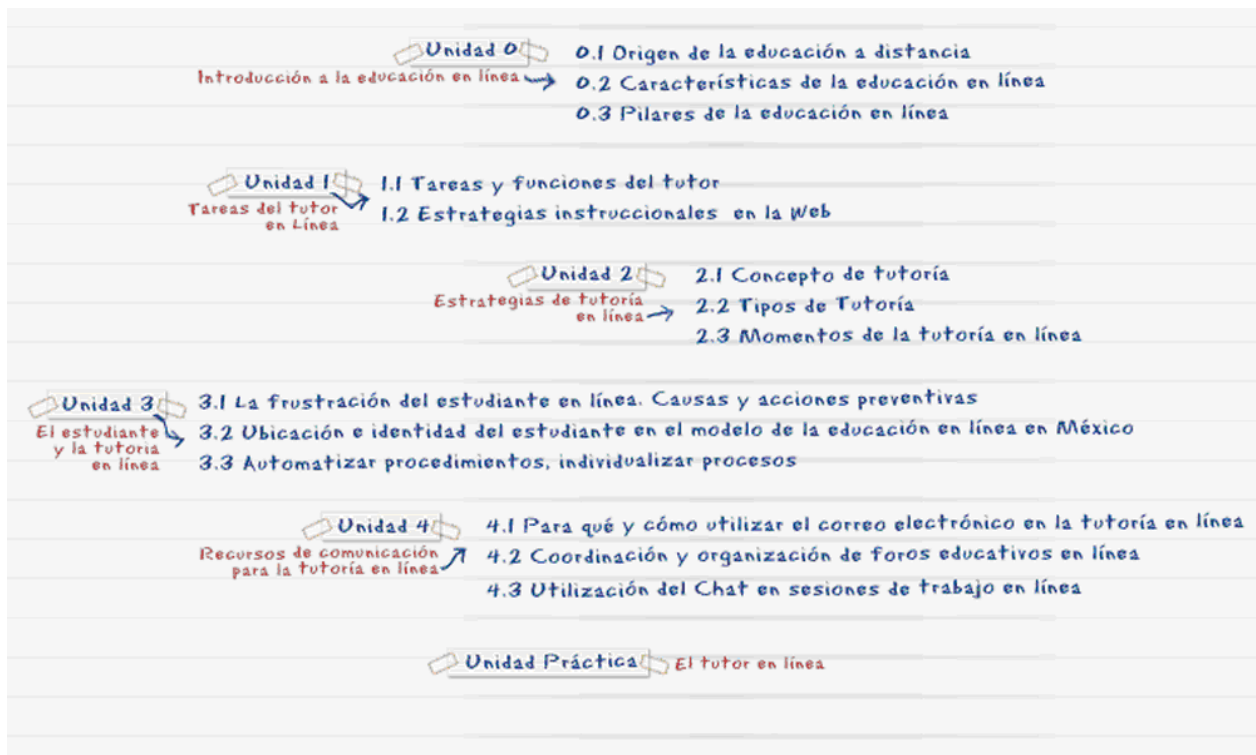 Unidad 0
Introducción a la educación en línea
0.1 Origen de la educación a distancia
0.2 Características de la educación en línea
0.3 Pilares de la educación en línea
Unidad 1
Tareas del tutor
en Línea
1.1 Tareas y funciones del tutor
1.2 Estrategias instruccionales en la Web
Unidad 2
Estrategias de tutoría
en línea
2.1 Concepto de tutoría
2.2 Tipos de Tutoría
2.3 Momentos de la tutoría en línea
Unidad 3
El estudiante
y la tutoria
en línea
3.1 La frustración del estudiante en línea. Causas y acciones preventivas
3.2 Ubicación e identidad del estudiante en el modelo de la educación en línea en México
3.3 Automatizar procedimientos, individualizar procesos
Unidad 4
Recursos de comunicación
para la tutoría en línea
4.1 Para qué y cómo utilizar el correo electrónico en la tutoría en línea
4.2 Coordinación y organización de foros educativos en línea
4.3 Utilización del Chat en sesiones de trabajo en línea
Unidad Práctica
El tutor en línea